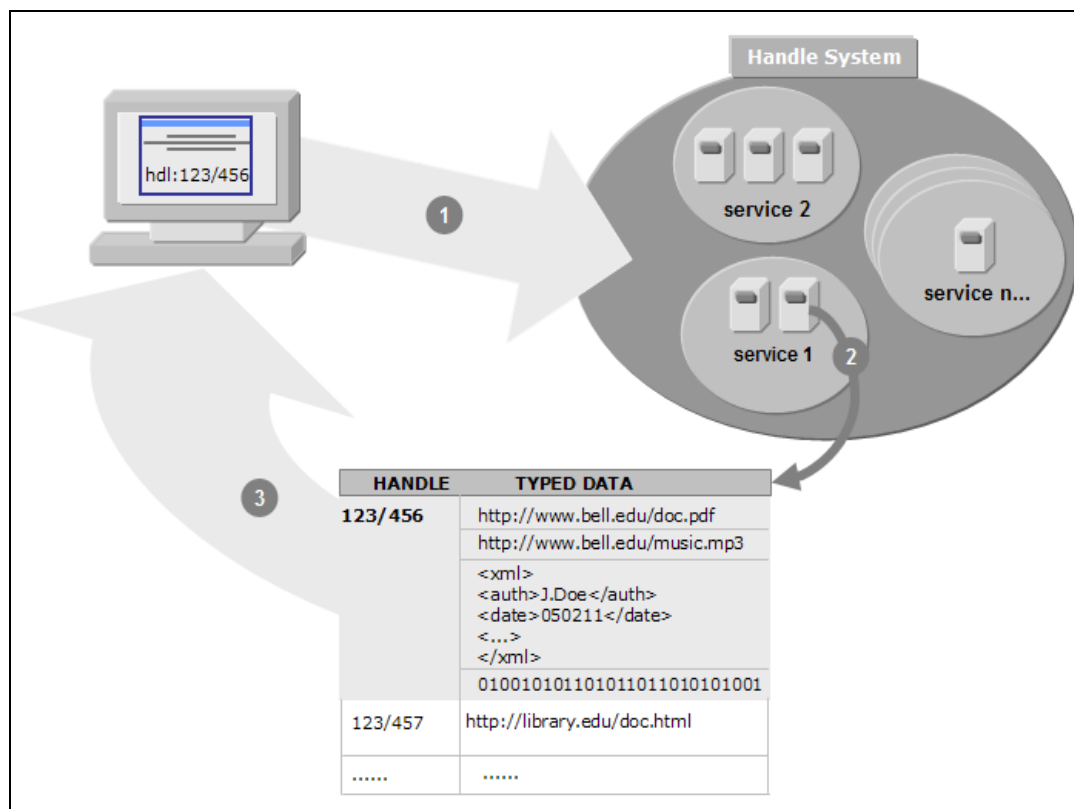 Handle System
hdl:123/456
1
service 2
service n...
service 1
2
3
HANDLE TYPED DATA
123/456 http://www.bell.edu/doc.pdf
http://www.bell.edu/music.mp3
<xml>
<auth>J.Doe</auth>
<date>050211</date>
<...>
</xml>
0100101011010110110101010​01
123/457 http://library.edu/doc.html
...... ......